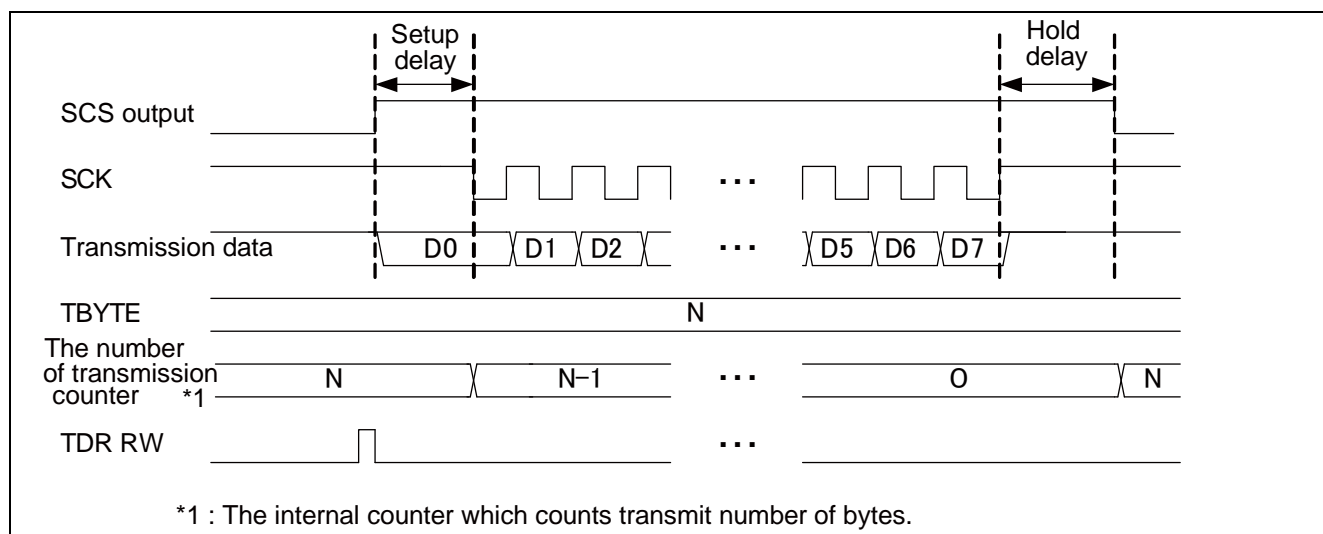 Setup
delay
Hold
delay
SCS output
SCK
...
Transmission data
D0
D1
D2
...
D5
D6
D7
TBYTE
N
The number
of transmission
counter *1
N
N-1
...
0
N
TDR RW
...
*1 : The internal counter which counts transmit number of bytes.